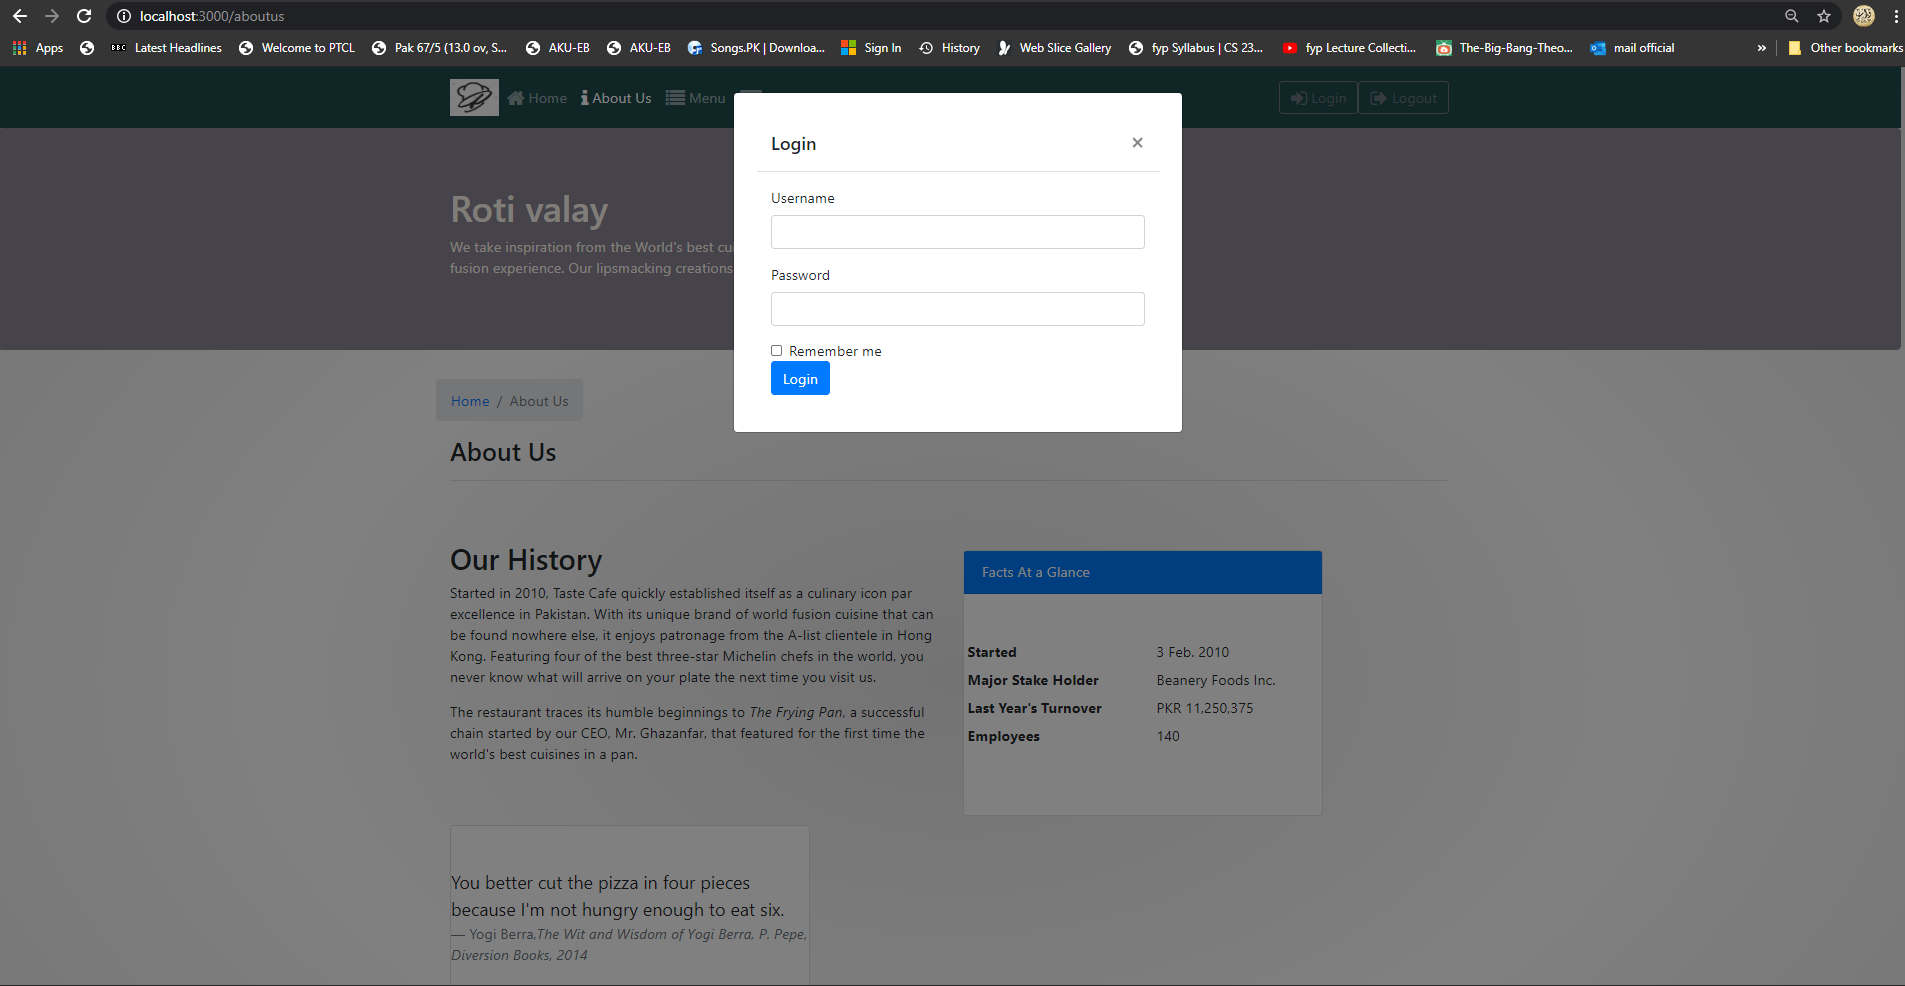 localhost:3000/aboutus
Apps BBC Latest Headlines Welcome to PTCL Pak 67/5 (13.0 ov, S... AKU-EB AKU-EB Songs.PK | Downloa... Sign In History Web Slice Gallery fyp Syllabus | CS 23... fyp Lecture Collecti... The-Big-Bang-Theo... mail official » Other bookmarks
Home About Us Menu Login Logout
Login ×
Username
Password
Remember me
Login
Roti valay
We take inspiration from the World's best cu
fusion experience. Our lipsmacking creations
Home / About Us
About Us
Our History
Started in 2010, Taste Cafe quickly established itself as a culinary icon par
excellence in Pakistan. With its unique brand of world fusion cuisine that can
be found nowhere else, it enjoys patronage from the A-list clientele in Hong
Kong. Featuring four of the best three-star Michelin chefs in the world, you
never know what will arrive on your plate the next time you visit us.
The restaurant traces its humble beginnings to The Frying Pan, a successful
chain started by our CEO, Mr. Ghazanfar, that featured for the first time the
world's best cuisines in a pan.
Facts At a Glance
Started 3 Feb. 2010
Major Stake Holder Beanery Foods Inc.
Last Year's Turnover PKR 11,250,375
Employees 140
You better cut the pizza in four pieces
because I'm not hungry enough to eat six.
— Yogi Berra,The Wit and Wisdom of Yogi Berra, P. Pepe,
Diversion Books, 2014